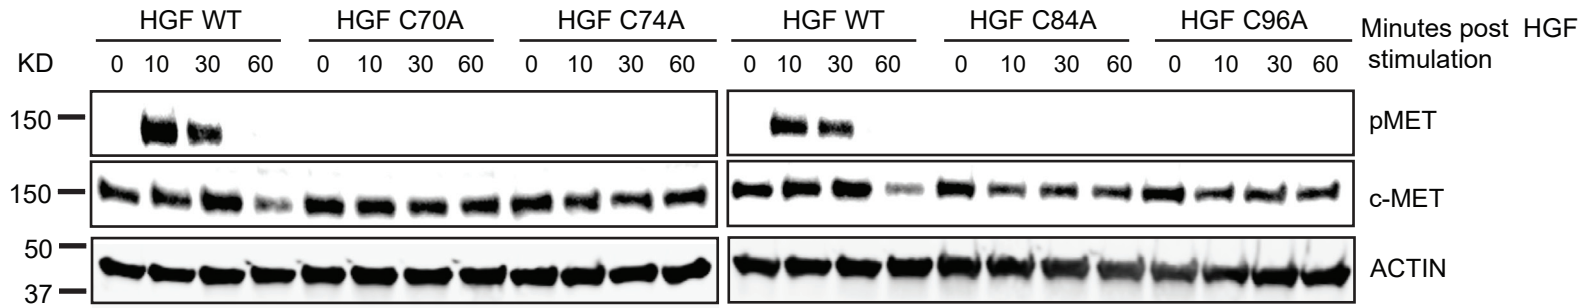 HGF WT HGF C70A HGF C74A HGF WT HGF C84A HGF C96A Minutes post HGF
KD 0 10 30 60 0 10 30 60 0 10 30 60 0 10 30 60 0 10 30 60 0 10 30 60 stimulation
150 pMET
150 c-MET
50
ACTIN
37